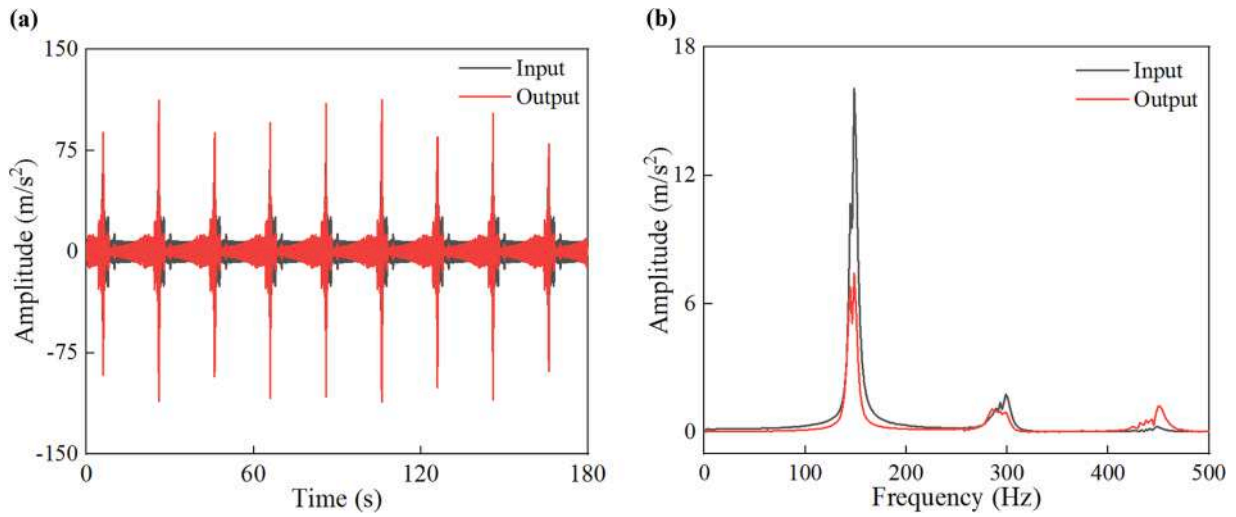 (a)
150
75
0
-75
-150
Amplitude (m/s²)
Input
Output
0
60
120
180
Time (s)
(b)
18
12
6
0
Amplitude (m/s²)
Input
Output
0
100
200
300
400
500
Frequency (Hz)